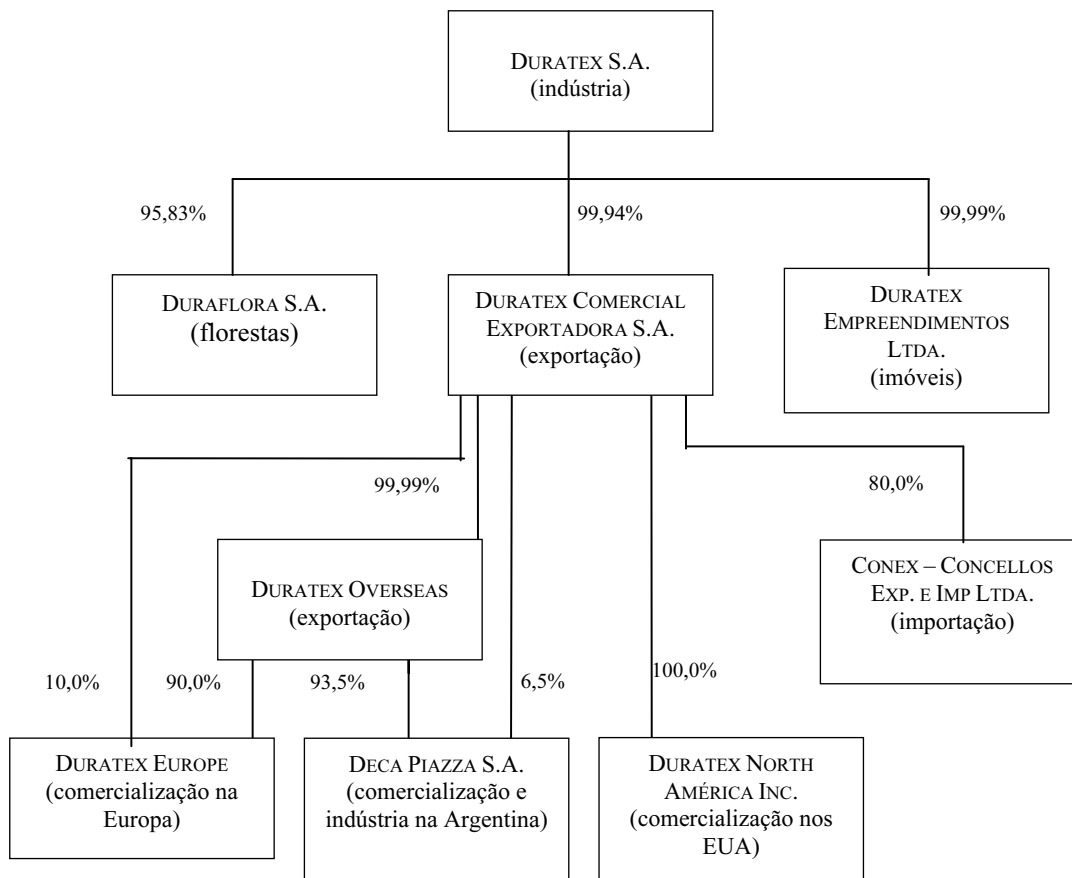 DURATEX S.A.
(indústria)
95,83%
99,94%
99,99%
DURAFLORA S.A.
(florestas)
DURATEX COMERCIAL
EXPORTADORA S.A.
(exportação)
DURATEX
EMPREENDIMENTOS
LTDA.
(imóveis)
99,99%
80,0%
DURATEX OVERSEAS
(exportação)
CONEX – CONCELLOS
EXP. E IMP LTDA.
(importação)
10,0%
90,0%
93,5%
6,5%
100,0%
DURATEX EUROPE
(comercialização na
Europa)
DECA PIAZZA S.A.
(comercialização e
indústria na Argentina)
DURATEX NORTH
AMÉRICA INC.
(comercialização nos
EUA)